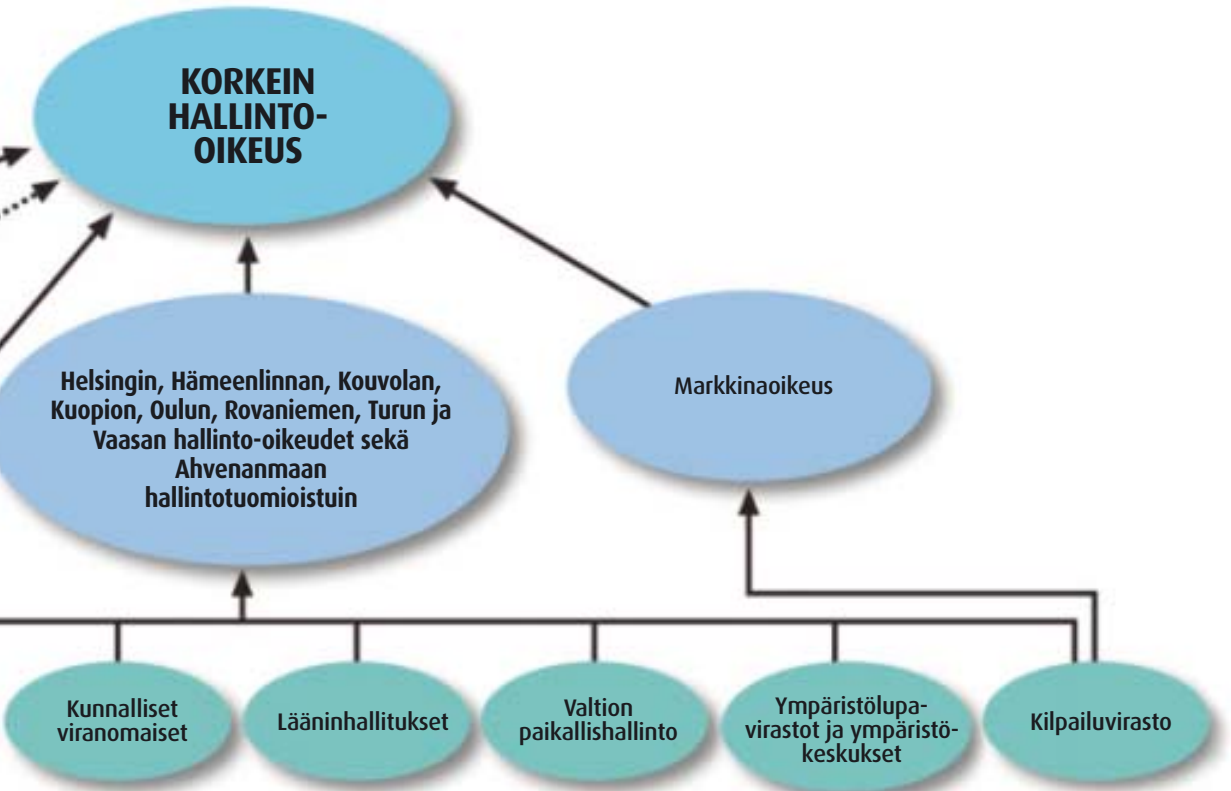 KORKEIN
HALLINTO-
OIKEUS
Helsingin, Hämeenlinnan, Kouvolan,
Kuopion, Oulun, Rovaniemen, Turun ja
Vaasan hallinto-oikeudet sekä
Ahvenanmaan
hallintotuomioistuin
Markkinaoikeus
Kunnalliset
viranomaiset
Lääninhallitukset
Valtion
paikallishallinto
Ympäristölupa-
virastot ja ympäristö-
keskukset
Kilpailuvirasto